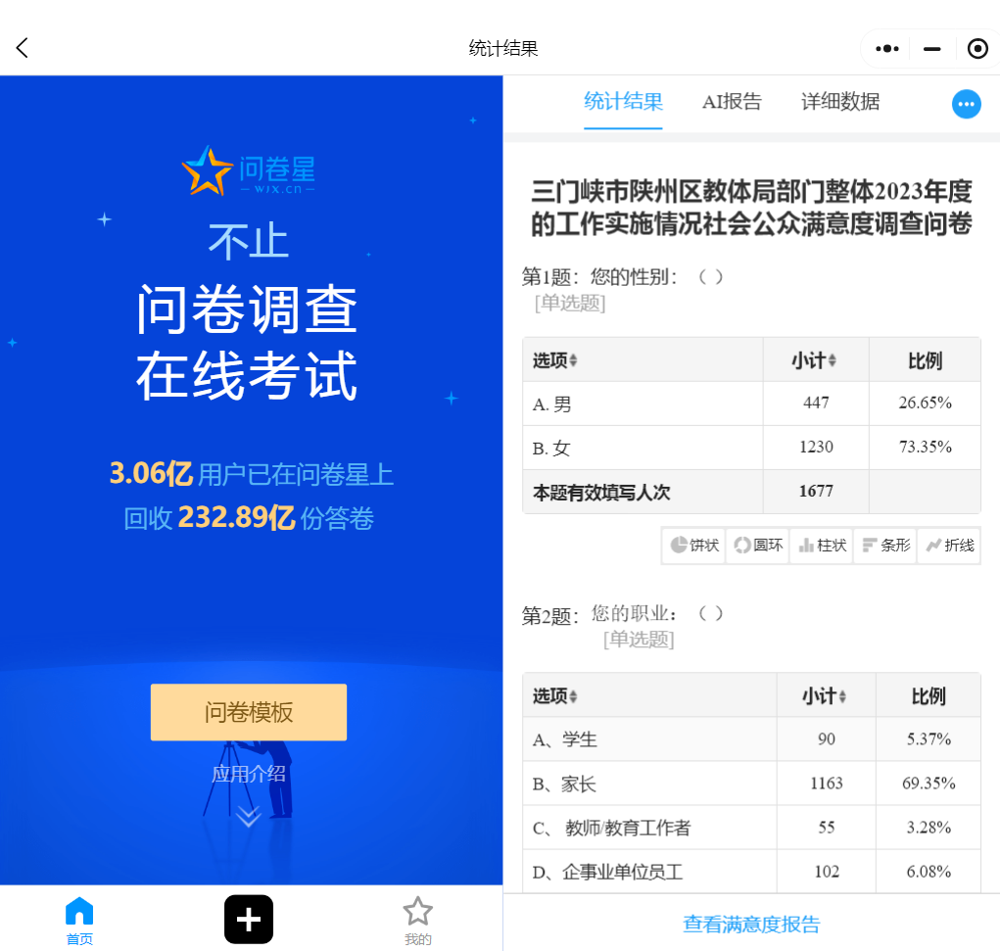 统计结果
问卷星
wjx.cn
不止
问卷调查
在线考试
3.06亿 用户已在问卷星上
回收 232.89亿 份答卷
问卷模板
应用介绍
首页
我的
统计结果 AI报告 详细数据
三门峡市陕州区教体局部门整体2023年度
的工作实施情况社会公众满意度调查问卷
第1题：您的性别：（ ）
[单选题]
选项 小计 比例
A. 男 447 26.65%
B. 女 1230 73.35%
本题有效填写人次 1677
饼状 圆环 柱状 条形 折线
第2题：您的职业：（ ）
[单选题]
选项 小计 比例
A、学生 90 5.37%
B、家长 1163 69.35%
C、 教师/教育工作者 55 3.28%
D、企事业单位员工 102 6.08%
查看满意度报告